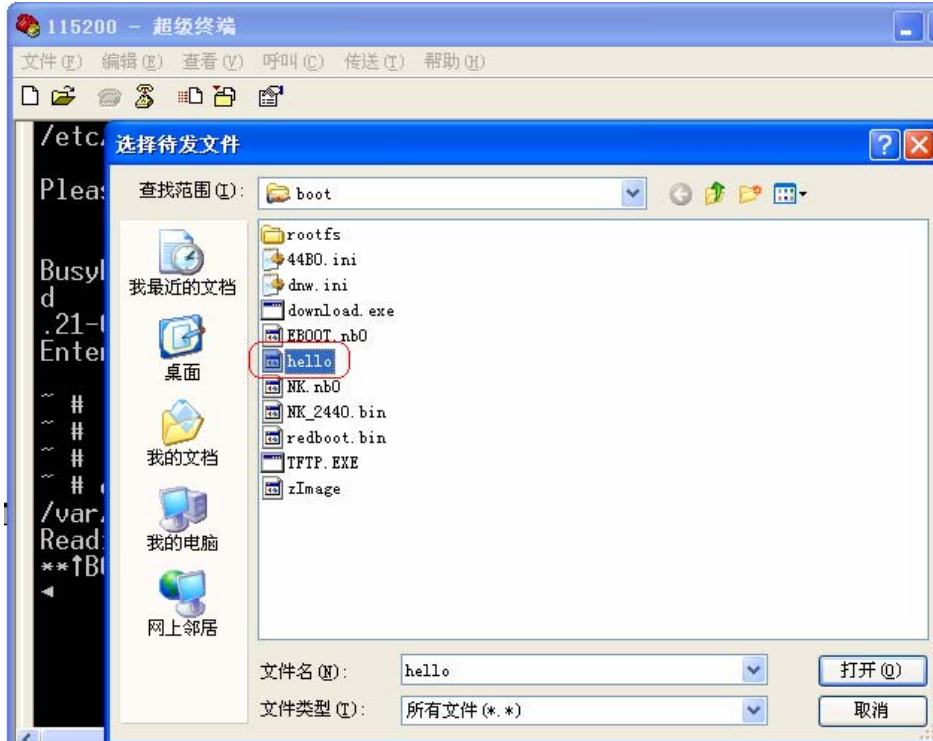 115200 - 超级终端
文件(F) 编辑(E) 查看(V) 呼叫(C) 传送(T) 帮助(H)
/etc
Pleas
Busy
d
.21-
Enter
~ #
~ #
~ #
~ #
/var
Read
**↑B
选择待发文件
查找范围(I): boot
我最近的文档
桌面
我的文档
我的电脑
网上邻居
rootfs
44B0.ini
dnw.ini
download.exe
EBOOT.nb0
hello
NK.nb0
NK_2440.bin
redboot.bin
TFTP.EXE
zImage
文件名(N): hello 打开(O)
文件类型(T): 所有文件(*.*) 取消